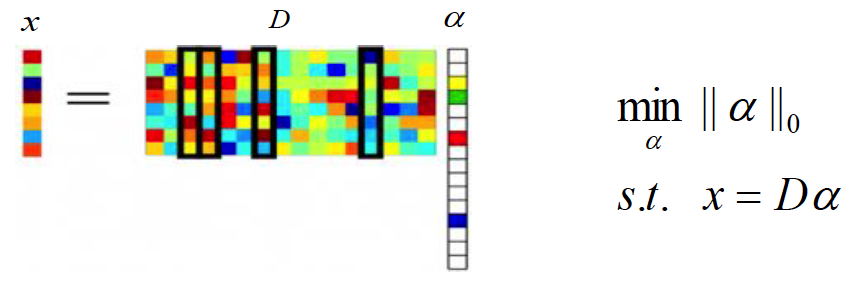 x = D α
min ‖ α ‖₀
α
s.t. x = Dα